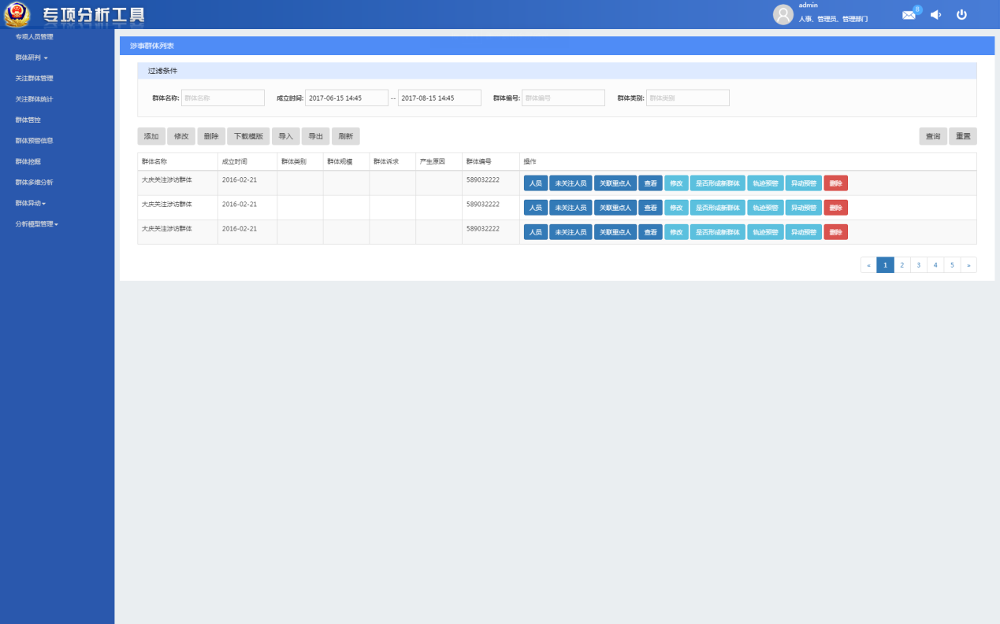 专项分析工具
admin
人事、管理员、管理部门
8
专项人员管理
群体研判
关注群体管理
关注群体统计
群体管控
群体预警信息
群体挖掘
群体多维分析
群体异动
分析模型管理
涉事群体列表
过滤条件
群体名称: 群体名称 成立时间: 2017-06-15 14:45 -- 2017-08-15 14:45 群体编号: 群体编号 群体类别: 群体类别
添加 修改 删除 下载模版 导入 导出 刷新 查询 重置
群体名称 成立时间 群体类别 群体规模 群体诉求 产生原因 群体编号 操作
大庆关注涉访群体 2016-02-21 589032222 人员 未关注人员 关联重点人 查看 修改 是否形成新群体 轨迹预警 异动预警 删除
大庆关注涉访群体 2016-02-21 589032222 人员 未关注人员 关联重点人 查看 修改 是否形成新群体 轨迹预警 异动预警 删除
大庆关注涉访群体 2016-02-21 589032222 人员 未关注人员 关联重点人 查看 修改 是否形成新群体 轨迹预警 异动预警 删除
« 1 2 3 4 5 »